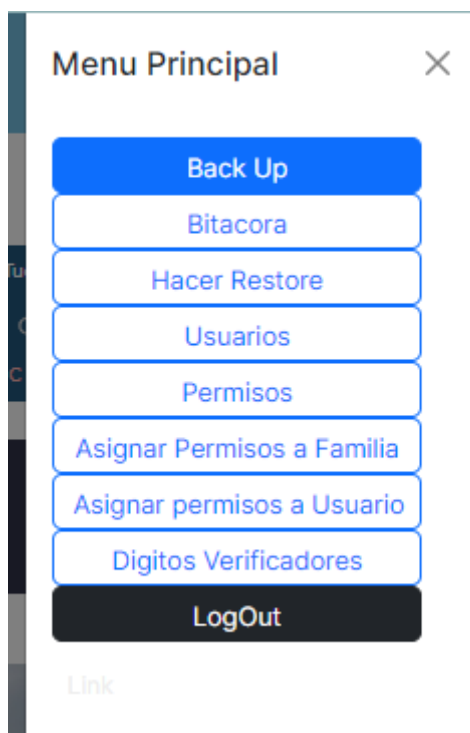 Menu Principal
Back Up
Bitacora
Hacer Restore
Usuarios
Permisos
Asignar Permisos a Familia
Asignar permisos a Usuario
Digitos Verificadores
LogOut
Link